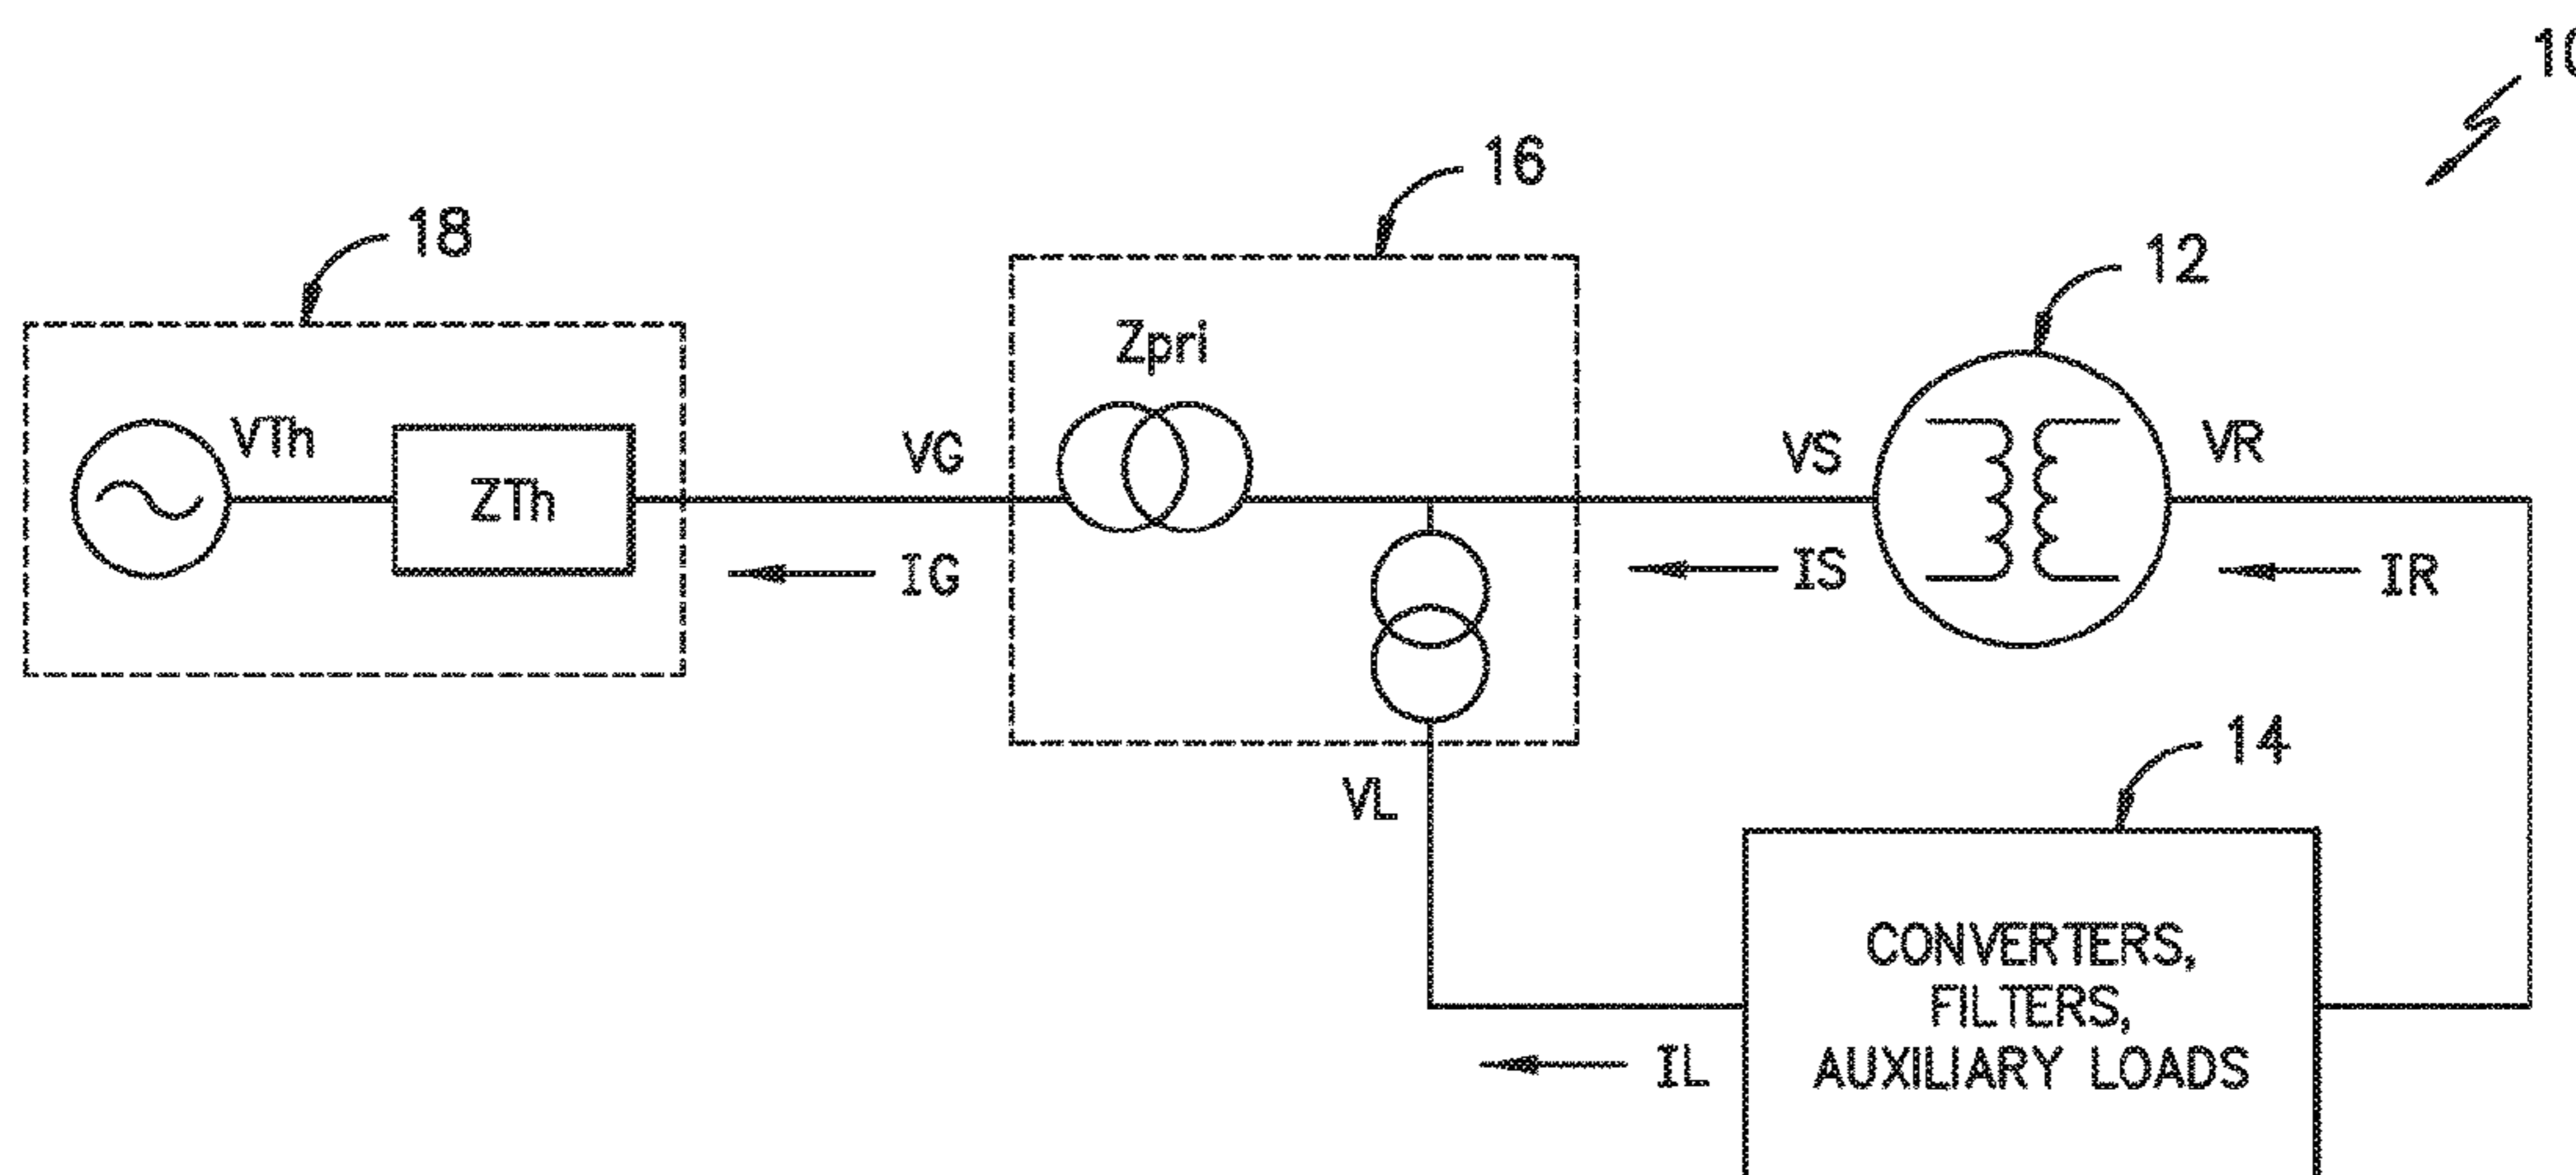 10
16
18
12
Zpri
VTh
ZTh
VG
VS
VR
IG
IS
IR
14
VL
CONVERTERS,
FILTERS,
AUXILIARY LOADS
IL